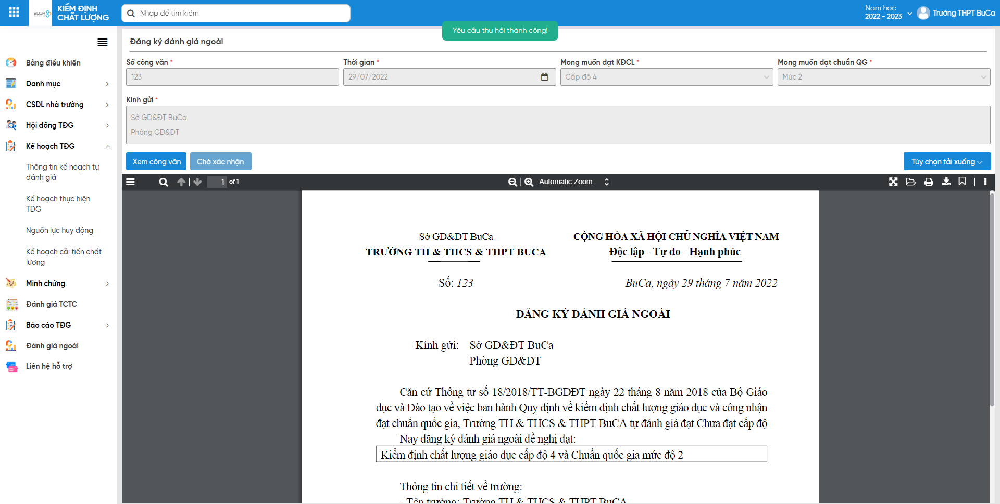 BUCA
KIỂM ĐỊNH
CHẤT LƯỢNG
Nhập để tìm kiếm
Năm học
2022 - 2023
Trường THPT BuCa
Yêu cầu thu hồi thành công!
Bảng điều khiển
Danh mục
CSDL nhà trường
Hội đồng TĐG
Kế hoạch TĐG
Thông tin kế hoạch tự
đánh giá
Kế hoạch thực hiện
TĐG
Nguồn lực huy động
Kế hoạch cải tiến chất
lượng
Minh chứng
Đánh giá TCTC
Báo cáo TĐG
Đánh giá ngoài
Liên hệ hỗ trợ
Đăng ký đánh giá ngoài
Số công văn *
Thời gian *
Mong muốn đạt KĐCL *
Mong muốn đạt chuẩn QG *
123
29/07/2022
Cấp độ 4
Mức 2
Kính gửi *
Sở GD&ĐT BuCa
Phòng GD&ĐT
Xem công văn
Chờ xác nhận
Tùy chọn tải xuống
1 of 1
Automatic Zoom
Sở GD&ĐT BuCa
CỘNG HÒA XÃ HỘI CHỦ NGHĨA VIỆT NAM
TRƯỜNG TH & THCS & THPT BUCA
Độc lập - Tự do - Hạnh phúc
Số: 123
BuCa, ngày 29 tháng 7 năm 2022
ĐĂNG KÝ ĐÁNH GIÁ NGOÀI
Kính gửi: Sở GD&ĐT BuCa
Phòng GD&ĐT
Căn cứ Thông tư số 18/2018/TT-BGDĐT ngày 22 tháng 8 năm 2018 của Bộ Giáo
dục và Đào tạo về việc ban hành Quy định về kiểm định chất lượng giáo dục và công nhận
đạt chuẩn quốc gia, Trường TH & THCS & THPT BuCA tự đánh giá đạt Chưa đạt cấp độ
Nay đăng ký đánh giá ngoài đề nghị đạt:
Kiểm định chất lượng giáo dục cấp độ 4 và Chuẩn quốc gia mức độ 2
Thông tin chi tiết về trường:
- Tên trường: Trường TH & THCS & THPT BuCA